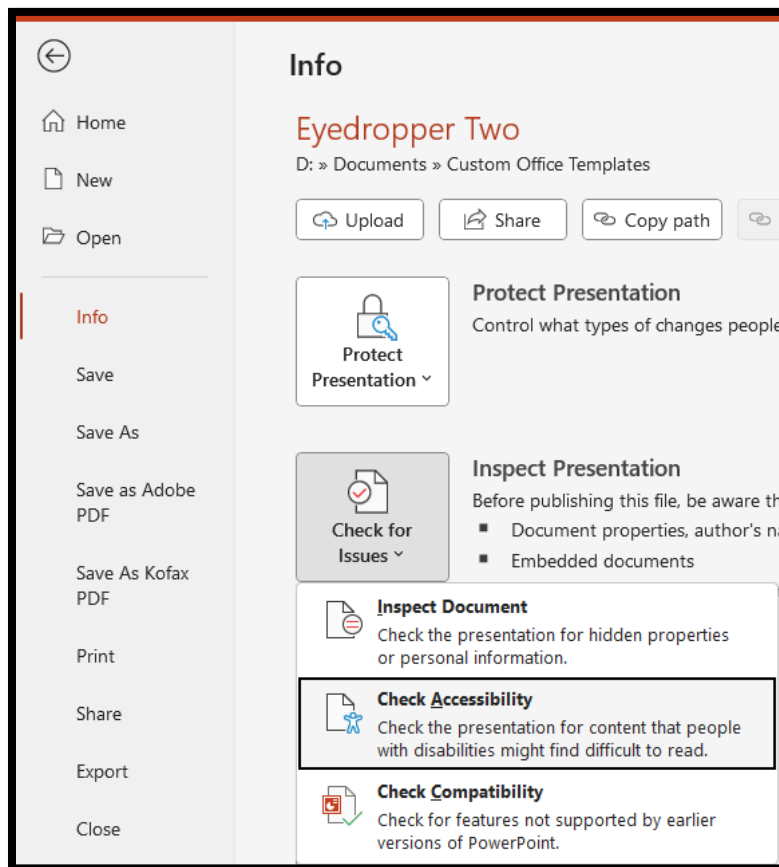 Info
Home
New
Open
Info
Save
Save As
Save as Adobe
PDF
Save As Kofax
PDF
Print
Share
Export
Close
Eyedropper Two
D: » Documents » Custom Office Templates
Upload
Share
Copy path
Protect
Presentation
Protect Presentation
Control what types of changes people
Check for
Issues
Inspect Presentation
Before publishing this file, be aware th
■ Document properties, author's na
■ Embedded documents
Inspect Document
Check the presentation for hidden properties
or personal information.
Check Accessibility
Check the presentation for content that people
with disabilities might find difficult to read.
Check Compatibility
Check for features not supported by earlier
versions of PowerPoint.